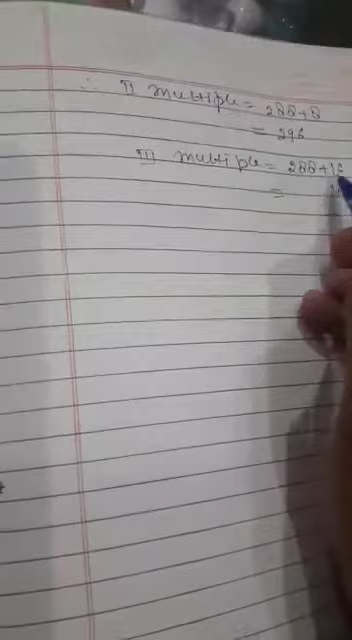 ∴ II multiple = 288+8
= 296
III multiple = 288+16
=